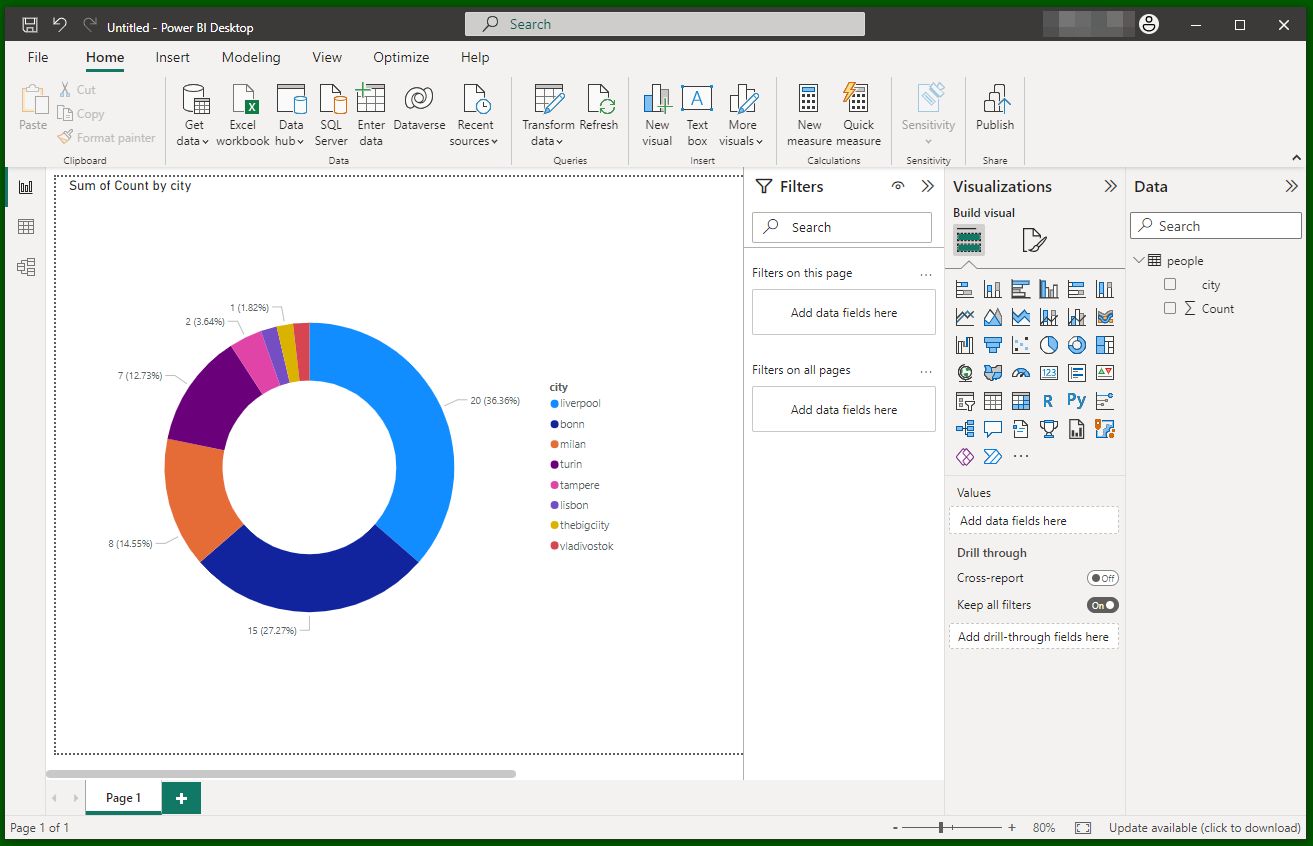 Untitled - Power BI Desktop
Search
File Home Insert Modeling View Optimize Help
Paste
Cut
Copy
Format painter
Clipboard
Get data
Excel workbook
Data hub
SQL Server
Enter data
Dataverse
Recent sources
Data
Transform data
Refresh
Queries
New visual
Text box
More visuals
Insert
New measure
Quick measure
Calculations
Sensitivity
Sensitivity
Publish
Share
Sum of Count by city
1 (1.82%)
2 (3.64%)
7 (12.73%)
20 (36.36%)
8 (14.55%)
15 (27.27%)
city
liverpool
bonn
milan
turin
tampere
lisbon
thebigciity
vladivostok
Filters
Search
Filters on this page
Add data fields here
Filters on all pages
Add data fields here
Visualizations
Build visual
123
R
Py
Values
Add data fields here
Drill through
Cross-report
Off
Keep all filters
On
Add drill-through fields here
Data
Search
people
city
Count
Page 1
Page 1 of 1
80%
Update available (click to download)